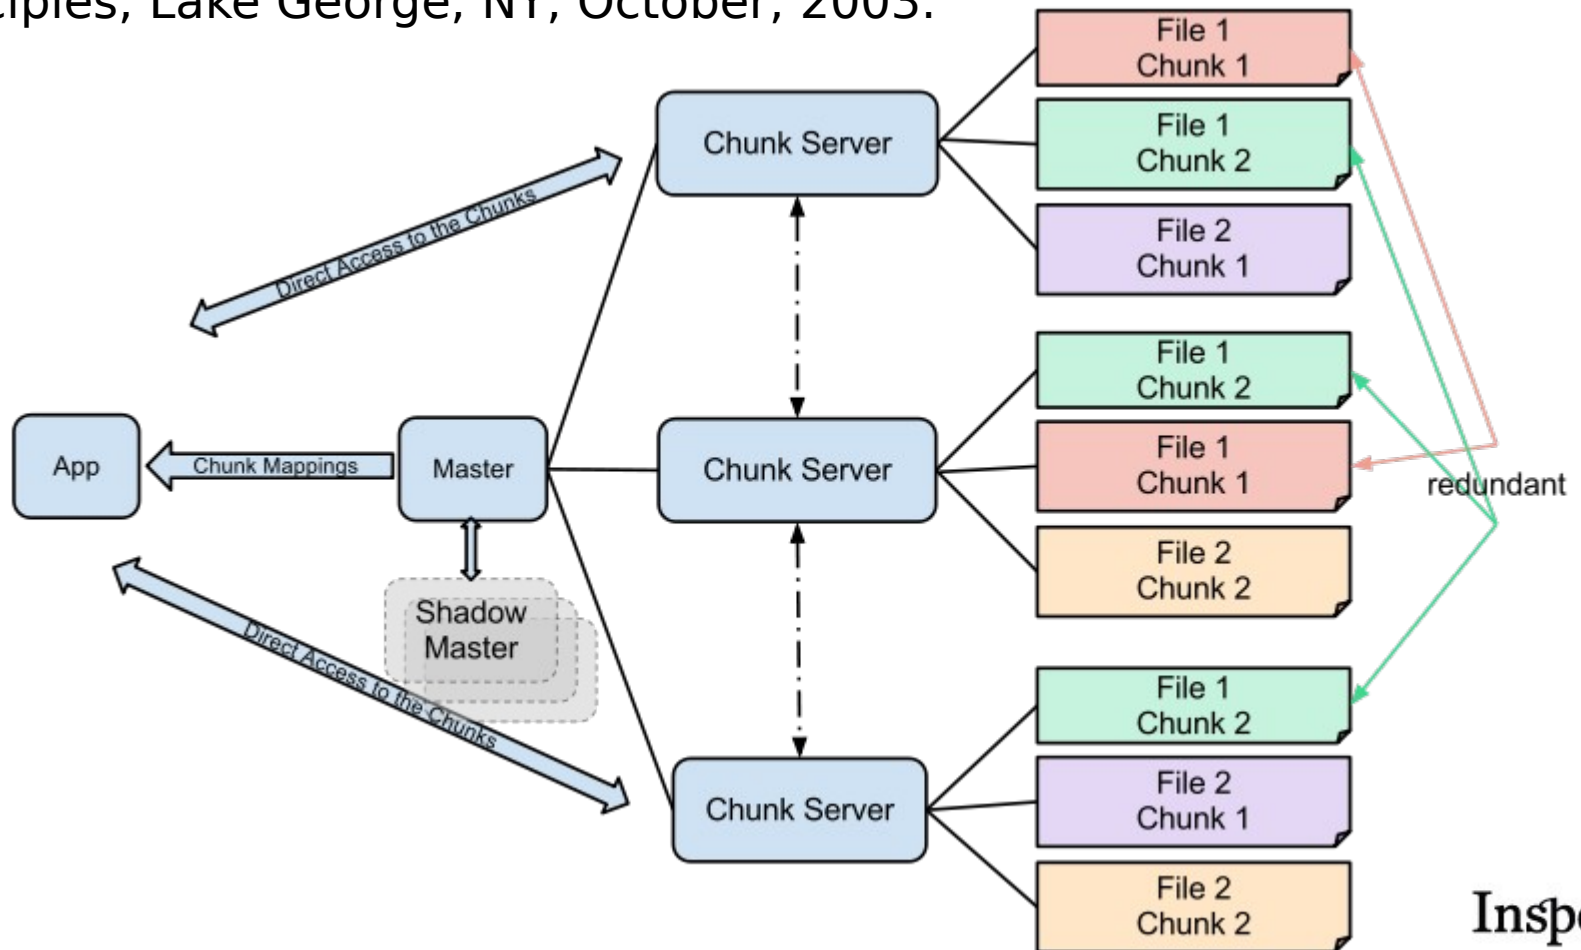 ciples, Lake George, NY, October, 2003.
File 1
Chunk 1
File 1
Chunk 2
File 2
Chunk 1
Chunk Server
Direct Access to the Chunks
File 1
Chunk 2
File 1
Chunk 1
File 2
Chunk 2
App
Chunk Mappings
Master
Chunk Server
redundant
Shadow
Master
Direct Access to the Chunks
File 1
Chunk 2
File 2
Chunk 1
File 2
Chunk 2
Chunk Server